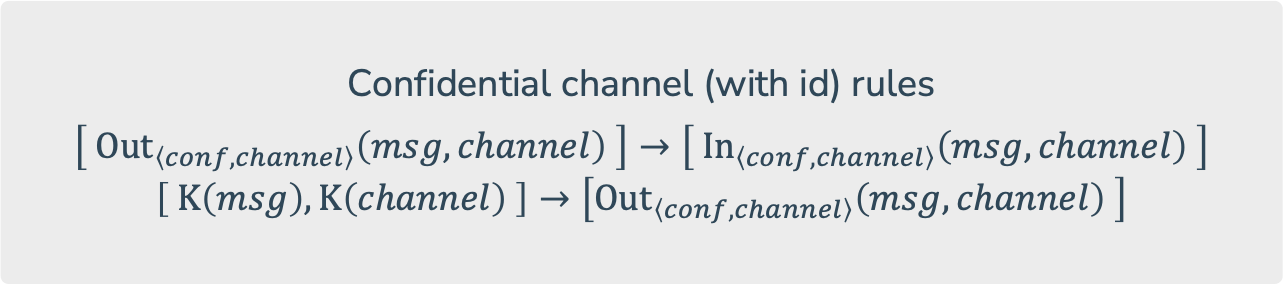 Confidential channel (with id) rules
[ Out⟨conf,channel⟩(msg, channel) ] → [ In⟨conf,channel⟩(msg, channel) ]
[ K(msg), K(channel) ] → [Out⟨conf,channel⟩(msg, channel) ]